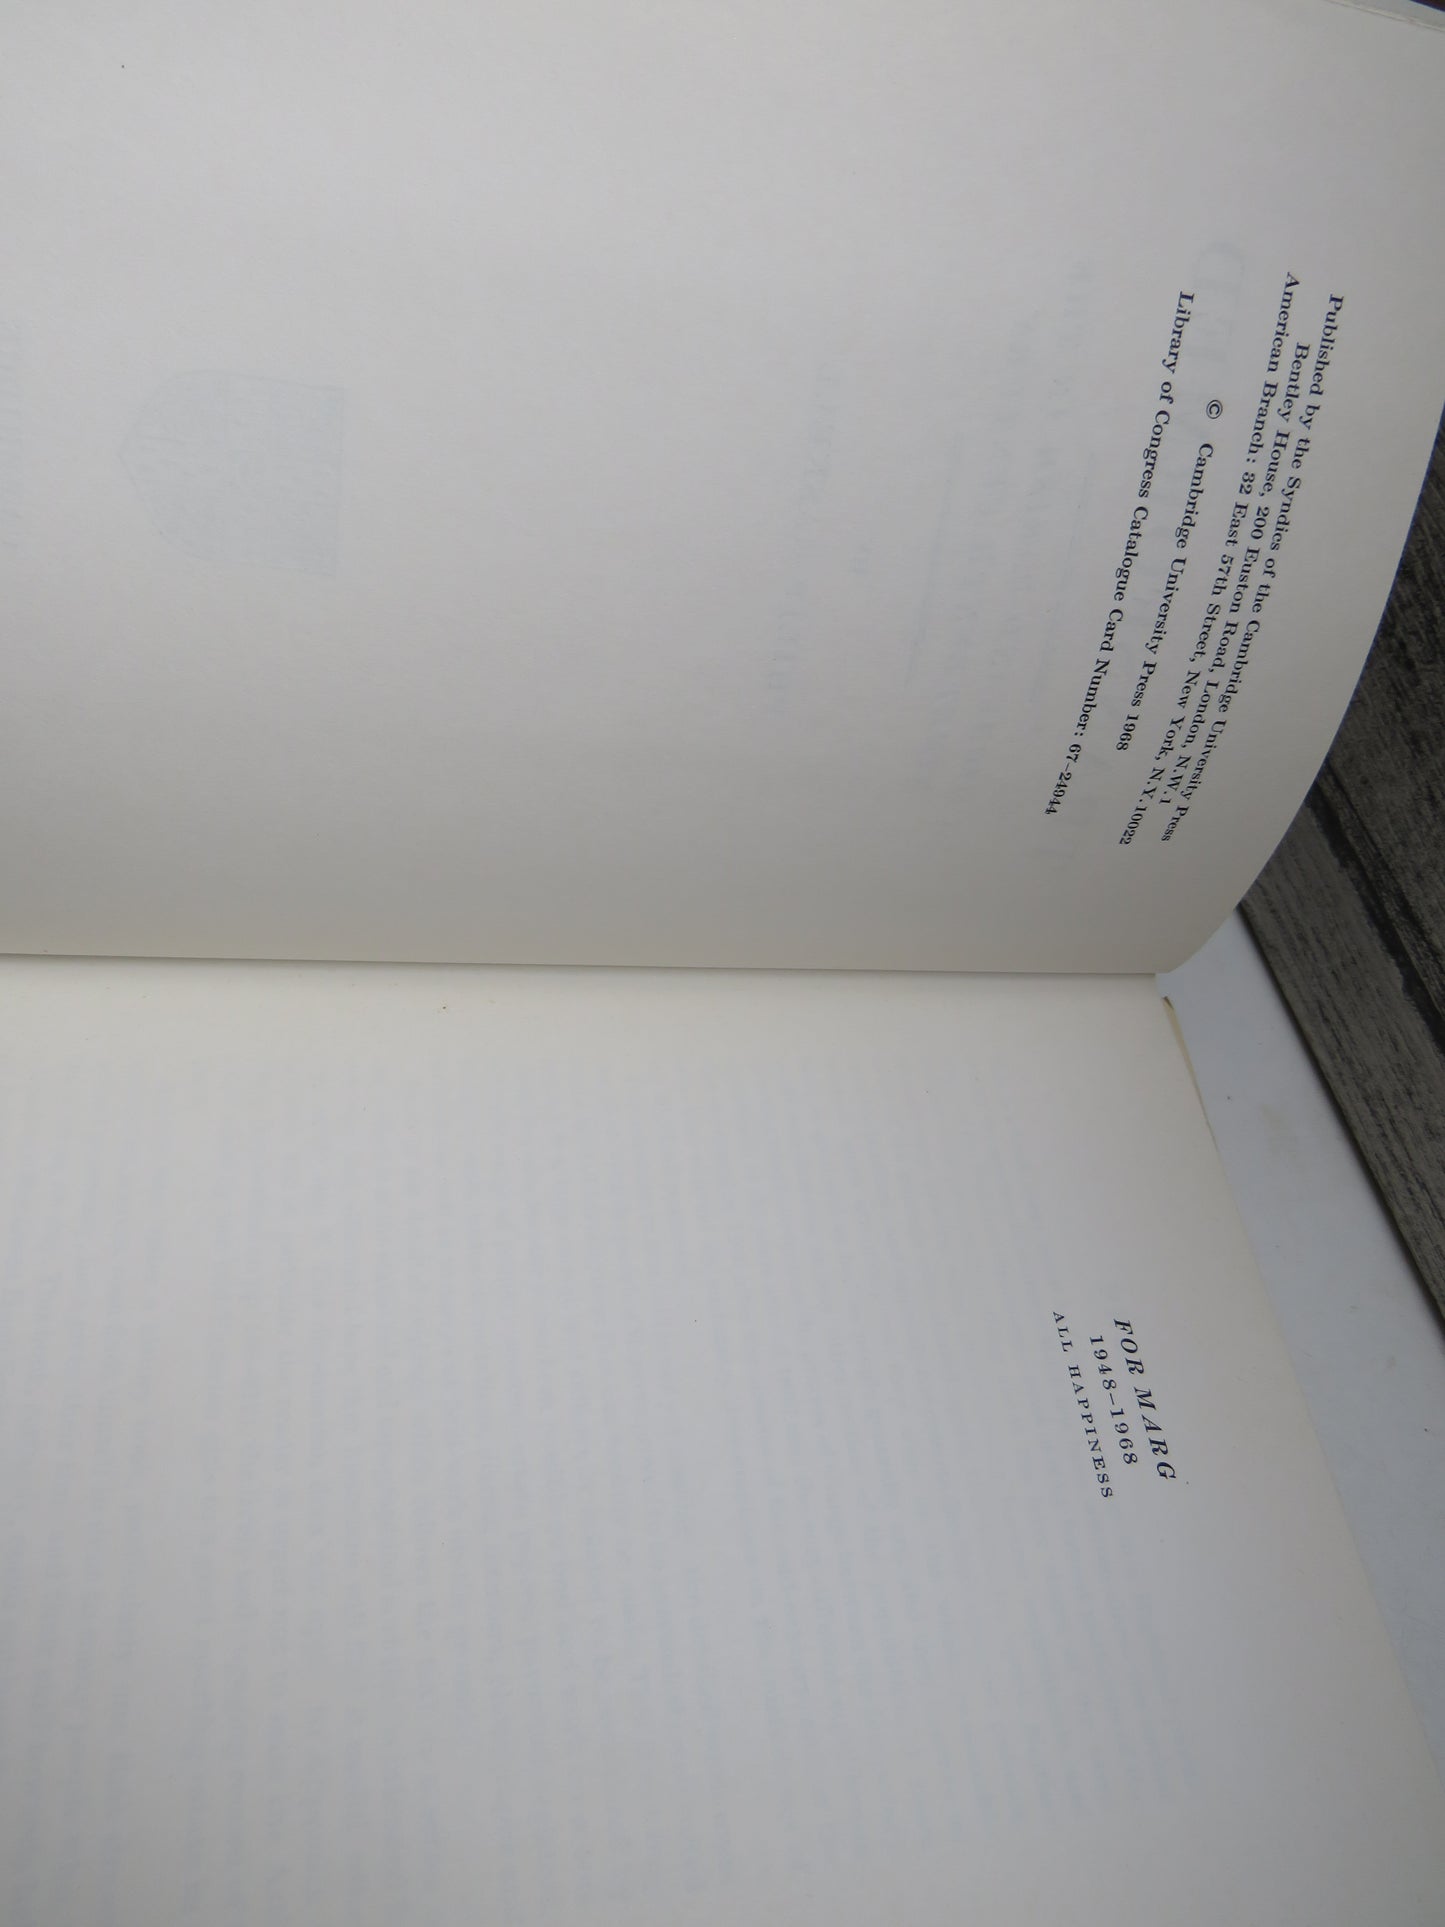 Published by the Syndics of the Cambridge University Press
Bentley House, 200 Euston Road, London, N.W.1
American Branch: 32 East 57th Street, New York, N.Y. 10022
© Cambridge University Press 1968
Library of Congress Catalogue Card Number: 67-24944
FOR MARG
1948–1968
ALL HAPPINESS